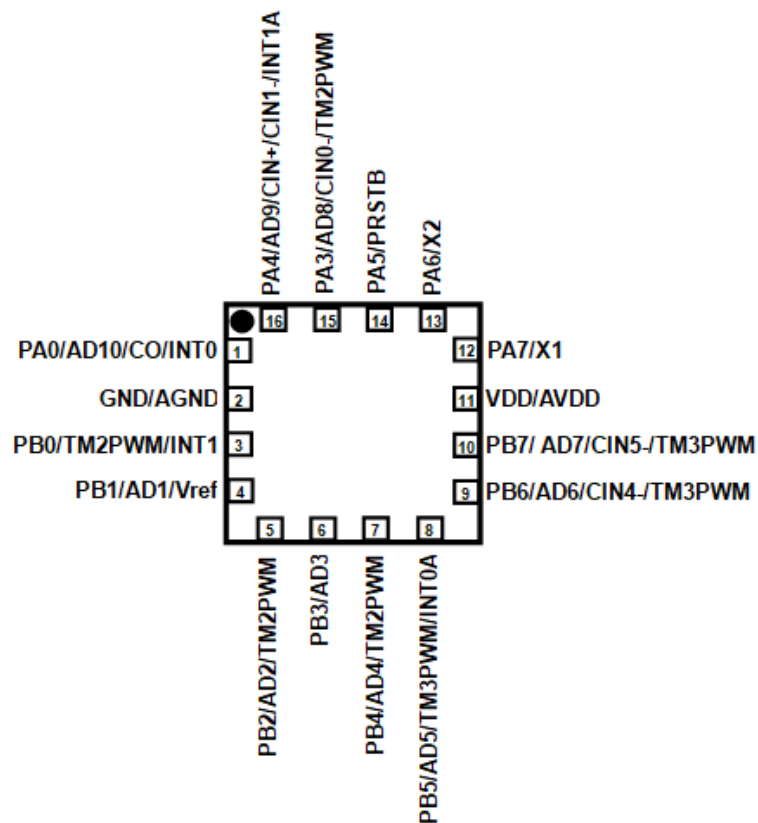 PA4/AD9/CIN+/CIN1-/INT1A
PA3/AD8/CIN0-/TM2PWM
PA5/PRSTB
PA6/X2
16
15
14
13
PA0/AD10/CO/INT0
1
12
PA7/X1
GND/AGND
2
11
VDD/AVDD
PB0/TM2PWM/INT1
3
10
PB7/ AD7/CIN5-/TM3PWM
PB1/AD1/Vref
4
9
PB6/AD6/CIN4-/TM3PWM
5
6
7
8
PB2/AD2/TM2PWM
PB3/AD3
PB4/AD4/TM2PWM
PB5/AD5/TM3PWM/INT0A